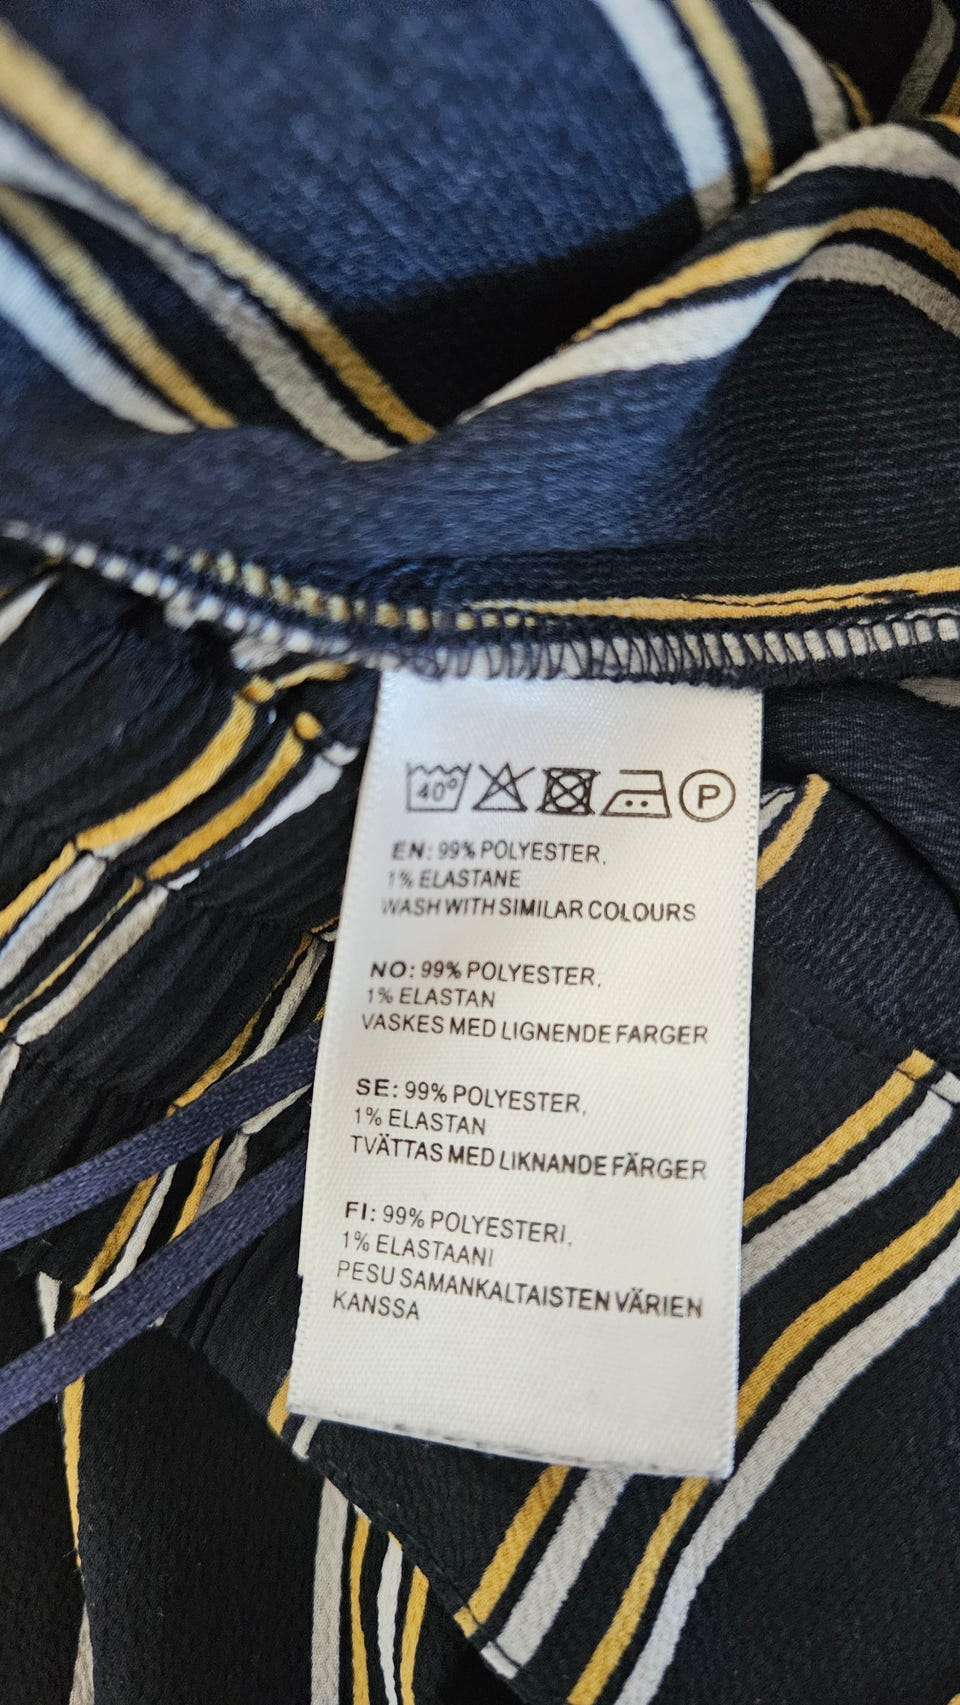 40°
P
EN: 99% POLYESTER,
1% ELASTANE
WASH WITH SIMILAR COLOURS
NO: 99% POLYESTER,
1% ELASTAN
VASKES MED LIGNENDE FARGER
SE: 99% POLYESTER,
1% ELASTAN
TVÄTTAS MED LIKNANDE FÄRGER
FI: 99% POLYESTERI,
1% ELASTAANI
PESU SAMANKALTAISTEN VÄRIEN
KANSSA